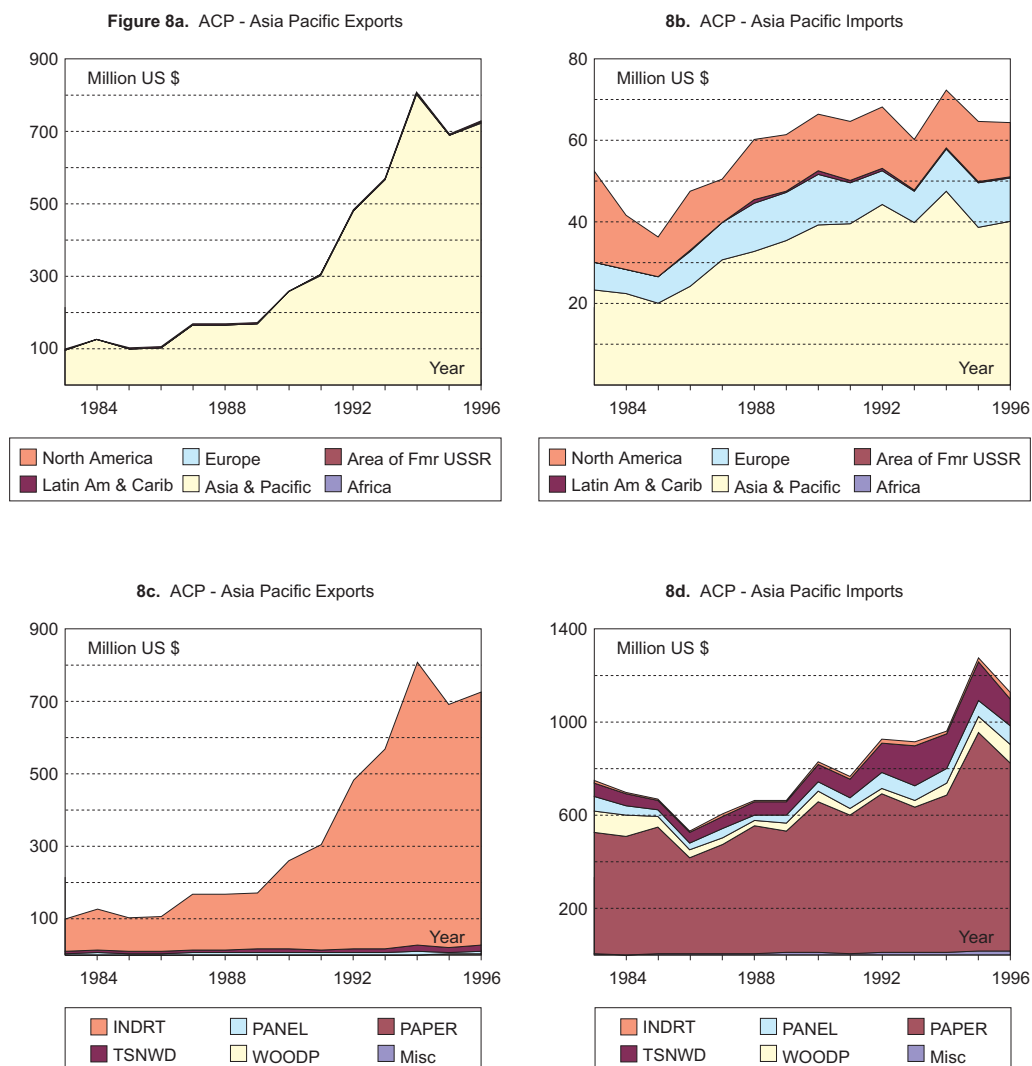 Figure 8a. ACP - Asia Pacific Exports
900
700
500
300
100
Million US $
Year
1984 1988 1992 1996
North America Europe Area of Fmr USSR
Latin Am & Carib Asia & Pacific Africa
8b. ACP - Asia Pacific Imports
80
60
40
20
Million US $
Year
1984 1988 1992 1996
North America Europe Area of Fmr USSR
Latin Am & Carib Asia & Pacific Africa
8c. ACP - Asia Pacific Exports
900
700
500
300
100
Million US $
Year
1984 1988 1992 1996
INDRT PANEL PAPER
TSNWD WOODP Misc
8d. ACP - Asia Pacific Imports
1400
1000
600
200
Million US $
Year
1984 1988 1992 1996
INDRT PANEL PAPER
TSNWD WOODP Misc